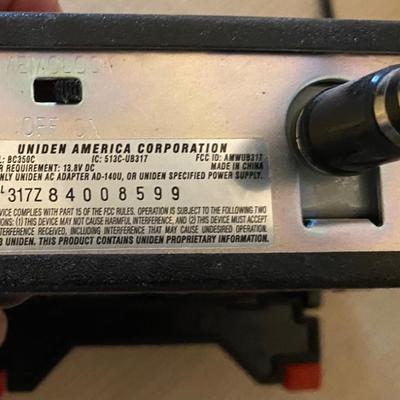 MEM CLOCK
OFF ON
UNIDEN AMERICA CORPORATION
: BC350C IC: 513C-UB317 FCC ID: AMWUB317
R REQUIREMENT: 13.8V DC MADE IN CHINA
ONLY UNIDEN AC ADAPTER AD-140U, OR UNIDEN SPECIFIED POWER SUPPLY.
317Z84008599
VICE COMPLIES WITH PART 15 OF THE FCC RULES. OPERATION IS SUBJECT TO THE
TIONS: (1) THIS DEVICE MAY NOT CAUSE HARMFUL INTERFERENCE, AND (2) THIS DEVICE MUST ACCEPT
TERFERENCE RECEIVED, INCLUDING INTERFERENCE THAT MAY CAUSE UNDESIRED OPERATION.
UNIDEN. THIS PRODUCT CONTAINS UNIDEN PROPRIETARY INFORMATION.